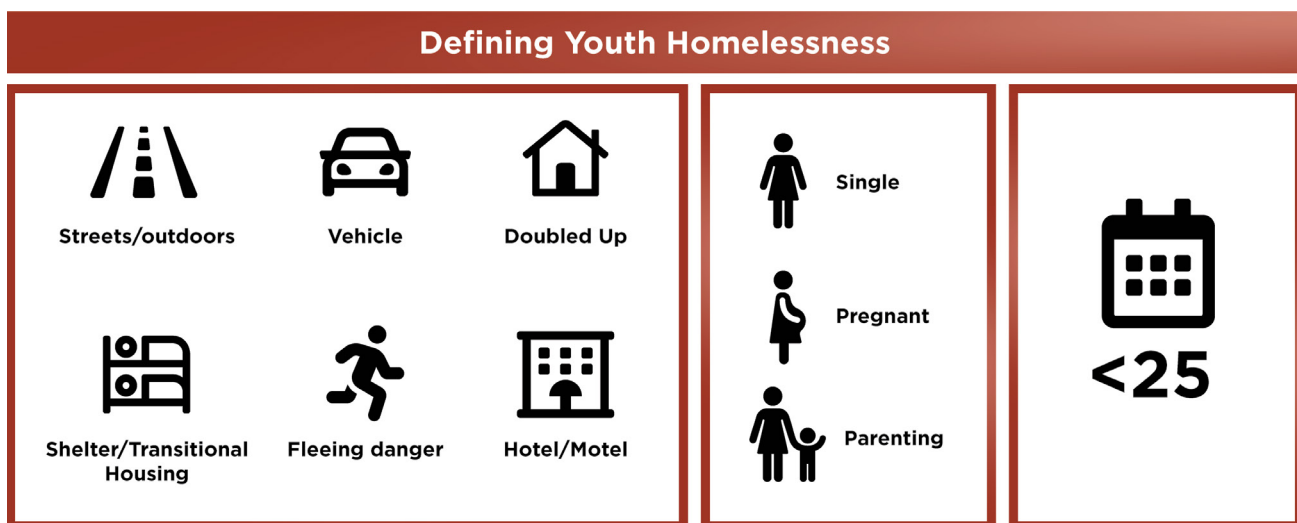 Defining Youth Homelessness
Streets/outdoors
Vehicle
Doubled Up
Shelter/Transitional
Housing
Fleeing danger
Hotel/Motel
Single
Pregnant
Parenting
<25